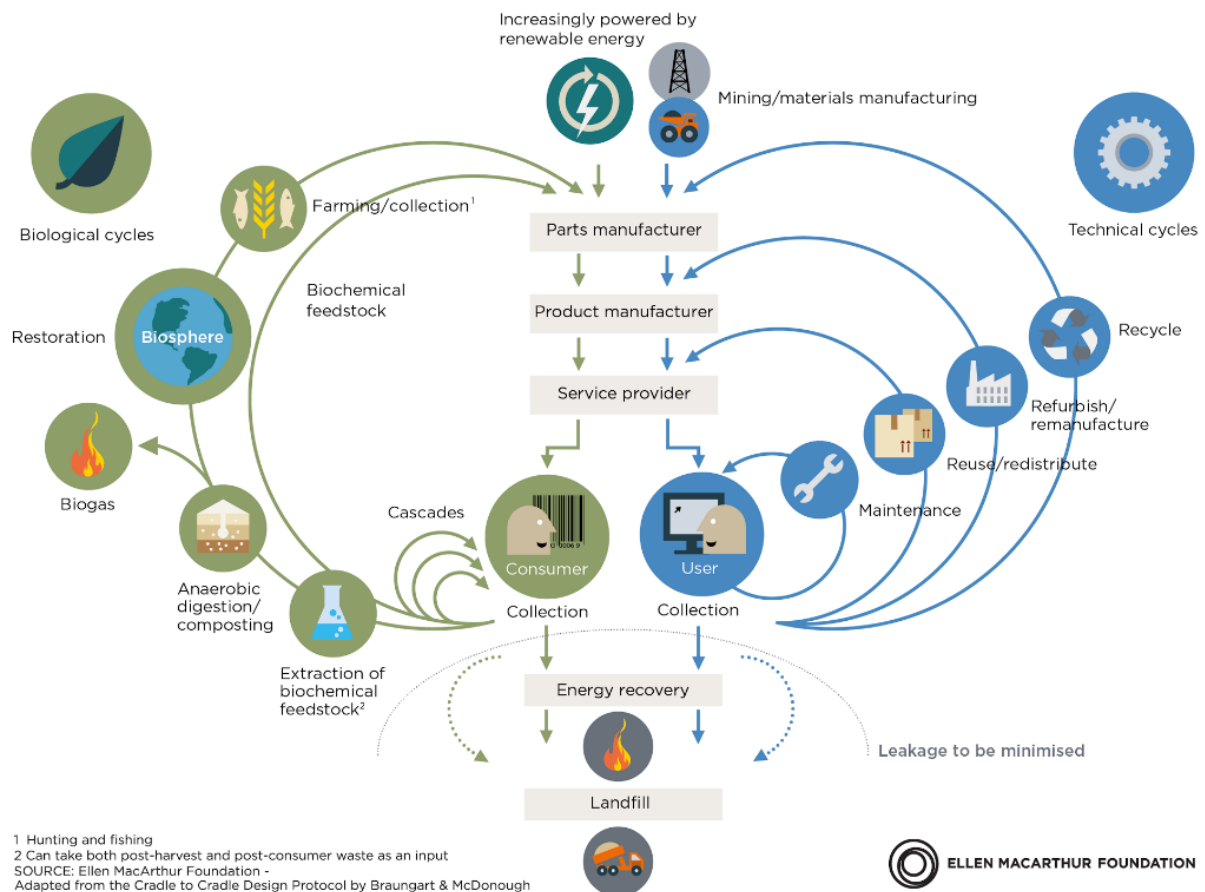 Increasingly powered by
renewable energy
Mining/materials manufacturing
Biological cycles
Farming/collection¹
Technical cycles
Parts manufacturer
Biochemical
feedstock
Product manufacturer
Restoration
Biosphere
Recycle
Service provider
Refurbish/
remanufacture
Reuse/redistribute
Biogas
Cascades
Maintenance
Consumer
User
Anaerobic
digestion/
composting
Collection
Collection
Extraction of
biochemical
feedstock²
Energy recovery
Leakage to be minimised
Landfill
1 Hunting and fishing
2 Can take both post-harvest and post-consumer waste as an input
SOURCE: Ellen MacArthur Foundation -
Adapted from the Cradle to Cradle Design Protocol by Braungart & McDonough
ELLEN MACARTHUR FOUNDATION